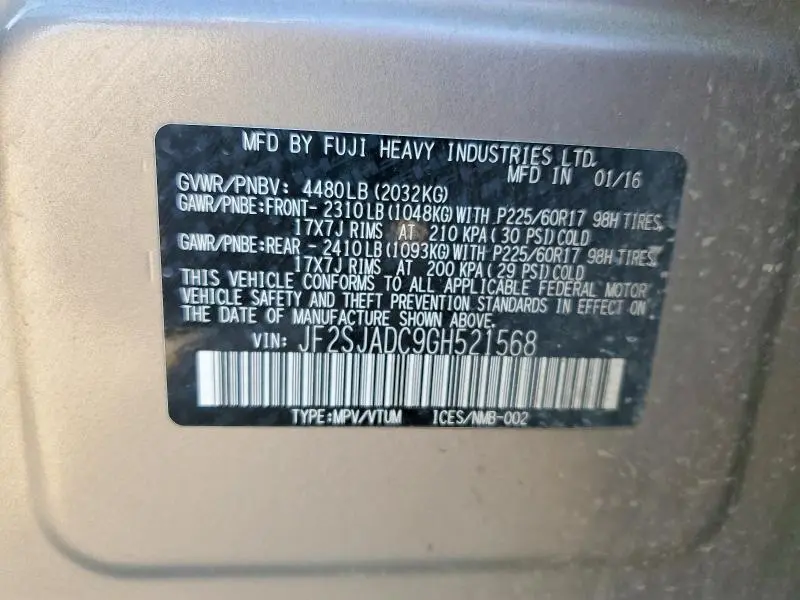 MFD BY FUJI HEAVY INDUSTRIES LTD.
MFD IN 01/16
GVWR/PNBV: 4480LB (2032KG)
GAWR/PNBE:FRONT- 2310LB (1048KG) WITH P225/60R17 98H TIRES,
17X7J RIMS AT 210 KPA (30 PSI) COLD
GAWR/PNBE:REAR - 2410LB (1093KG) WITH P225/60R17 98H TIRES,
17X7J RIMS AT 200 KPA (29 PSI) COLD
THIS VEHICLE CONFORMS TO ALL APPLICABLE FEDERAL MOTOR
VEHICLE SAFETY AND THEFT PREVENTION STANDARDS IN EFFECT ON
THE DATE OF MANUFACTURE SHOWN ABOVE.
VIN: JF2SJADC9GH521568
TYPE:MPV/VTUM ICES/NMB-002